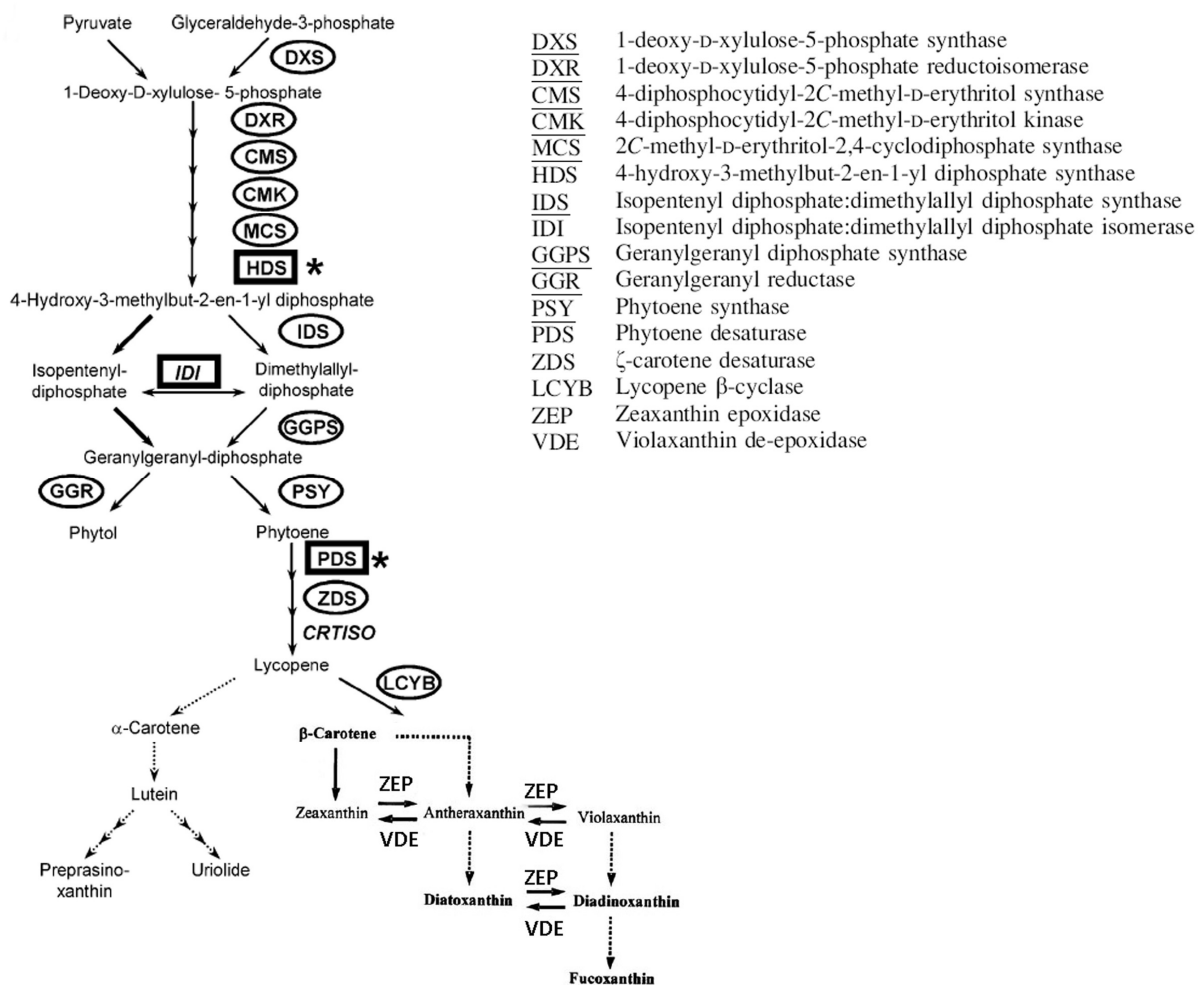 Pyruvate Glyceraldehyde-3-phosphate
DXS
1-Deoxy-D-xylulose- 5-phosphate
DXR
CMS
CMK
MCS
HDS *
4-Hydroxy-3-methylbut-2-en-1-yl diphosphate
IDS
Isopentenyl-
diphosphate
IDI
Dimethylallyl-
diphosphate
GGPS
Geranylgeranyl-diphosphate
GGR
PSY
Phytol
Phytoene
PDS *
ZDS
CRTISO
Lycopene
LCYB
α-Carotene
β-Carotene
Lutein
Zeaxanthin
ZEP
VDE
Antheraxanthin
ZEP
VDE
Violaxanthin
Preprasino-
xanthin
Uriolide
Diatoxanthin
ZEP
VDE
Diadinoxanthin
Fucoxanthin
DXS 1-deoxy-D-xylulose-5-phosphate synthase
DXR 1-deoxy-D-xylulose-5-phosphate reductoisomerase
CMS 4-diphosphocytidyl-2C-methyl-D-erythritol synthase
CMK 4-diphosphocytidyl-2C-methyl-D-erythritol kinase
MCS 2C-methyl-D-erythritol-2,4-cyclodiphosphate synthase
HDS 4-hydroxy-3-methylbut-2-en-1-yl diphosphate synthase
IDS Isopentenyl diphosphate:dimethylallyl diphosphate synthase
IDI Isopentenyl diphosphate:dimethylallyl diphosphate isomerase
GGPS Geranylgeranyl diphosphate synthase
GGR Geranylgeranyl reductase
PSY Phytoene synthase
PDS Phytoene desaturase
ZDS ζ-carotene desaturase
LCYB Lycopene β-cyclase
ZEP Zeaxanthin epoxidase
VDE Violaxanthin de-epoxidase